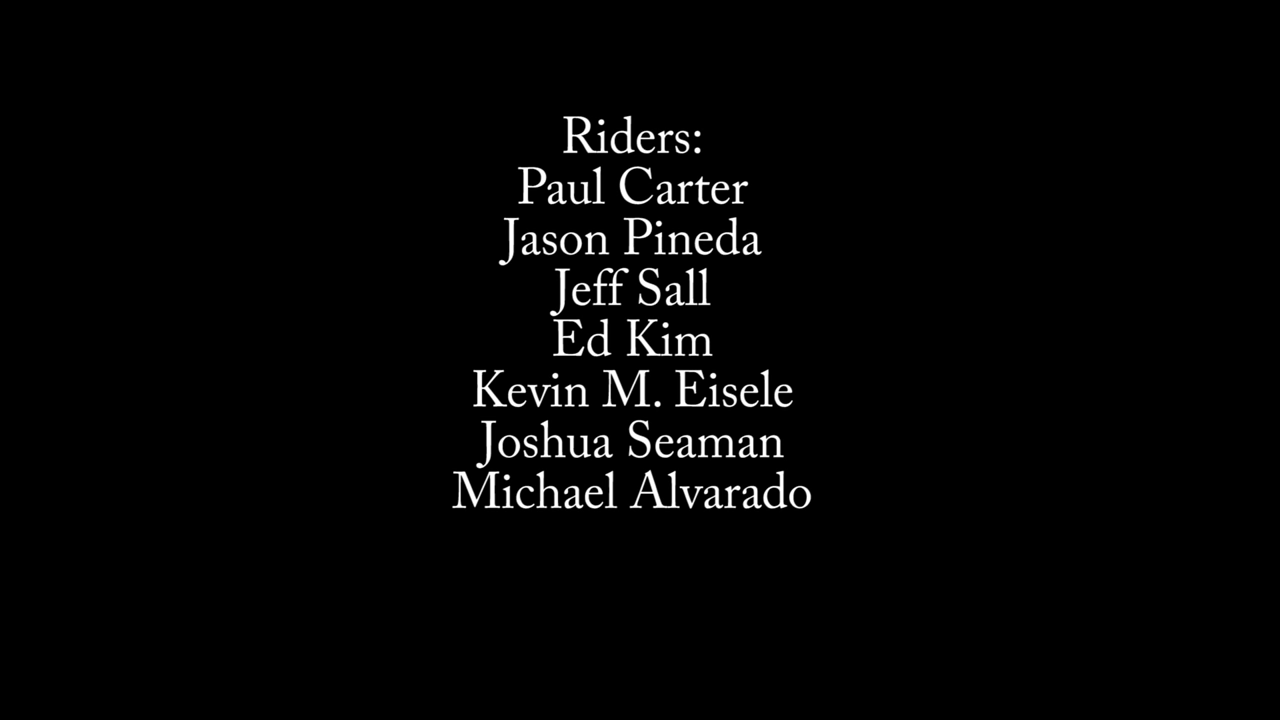 Riders:
Paul Carter
Jason Pineda
Jeff Sall
Ed Kim
Kevin M. Eisele
Joshua Seaman
Michael Alvarado